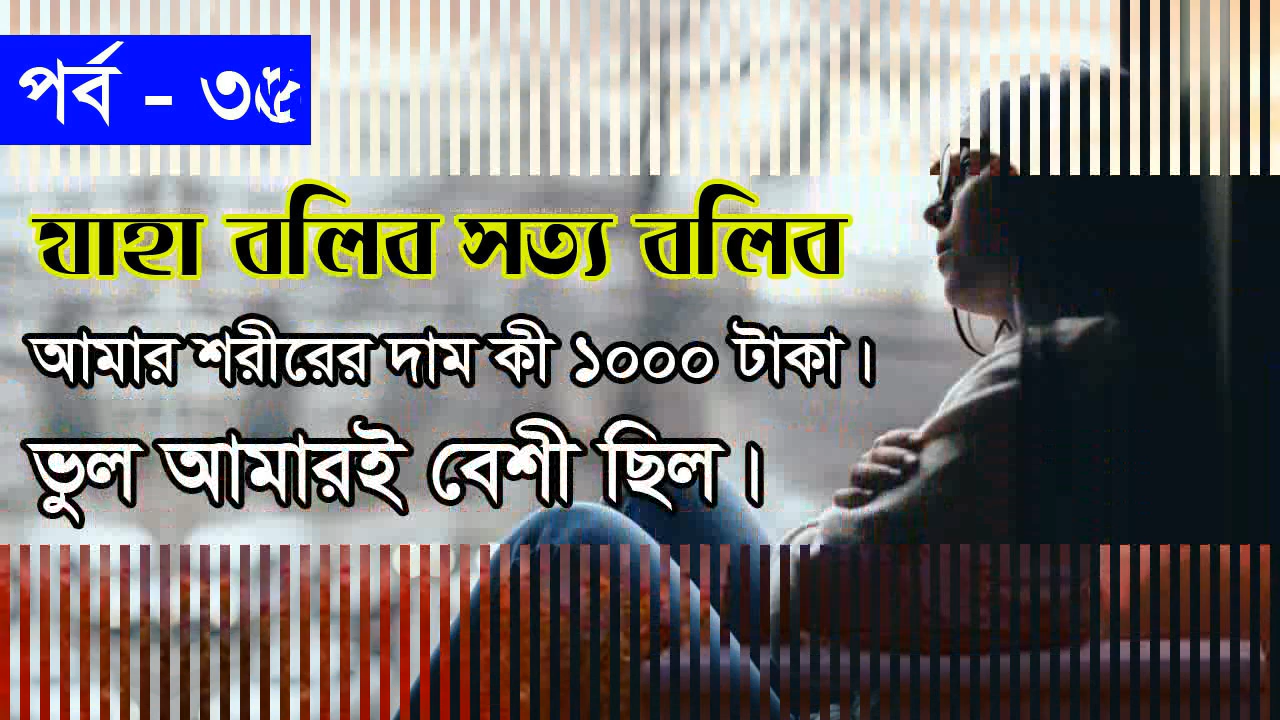 পর্ব - ৩৫
যাহা বলিব সত্য বলিব
আমার শরীরের দাম কী ১০০০ টাকা।
ভুল আমারই বেশী ছিল।